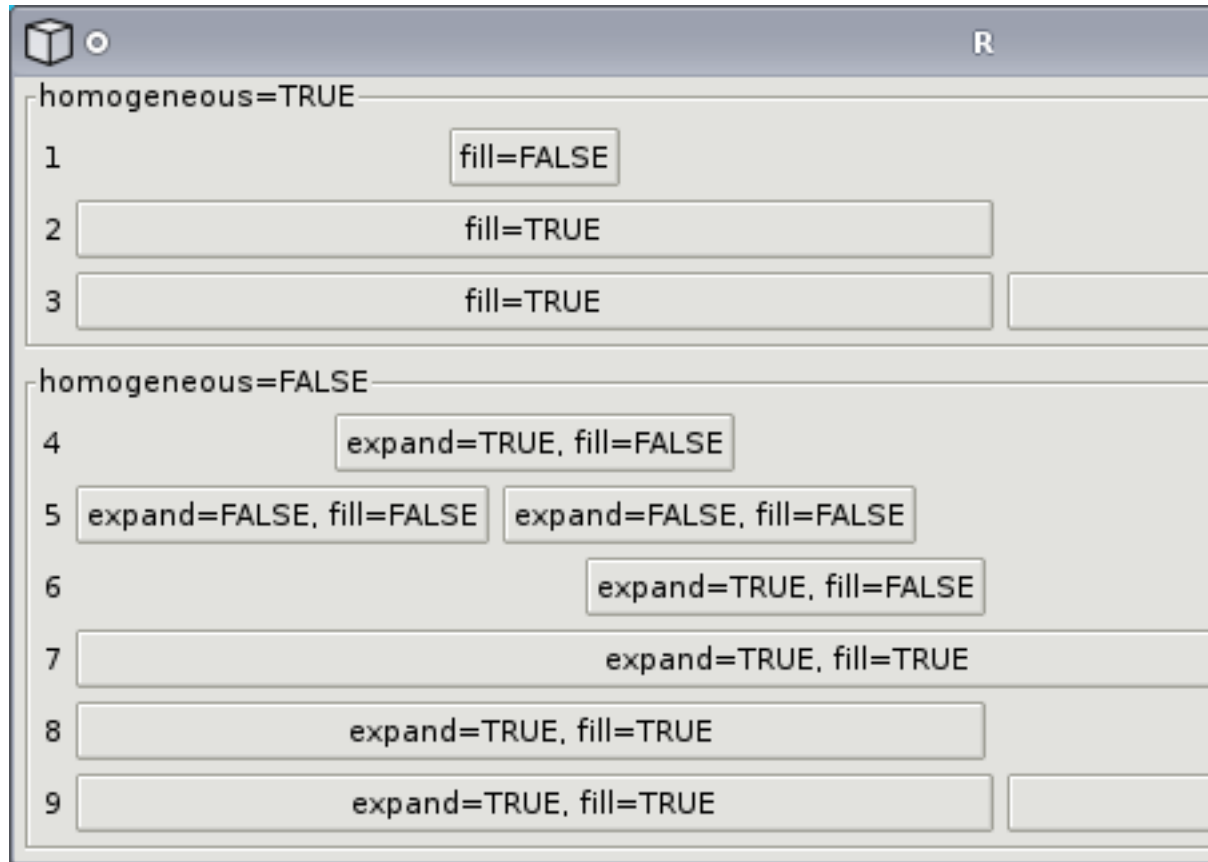 R
homogeneous=TRUE
1 fill=FALSE
2 fill=TRUE
3 fill=TRUE
homogeneous=FALSE
4 expand=TRUE, fill=FALSE
5 expand=FALSE, fill=FALSE expand=FALSE, fill=FALSE
6 expand=TRUE, fill=FALSE
7 expand=TRUE, fill=TRUE
8 expand=TRUE, fill=TRUE
9 expand=TRUE, fill=TRUE